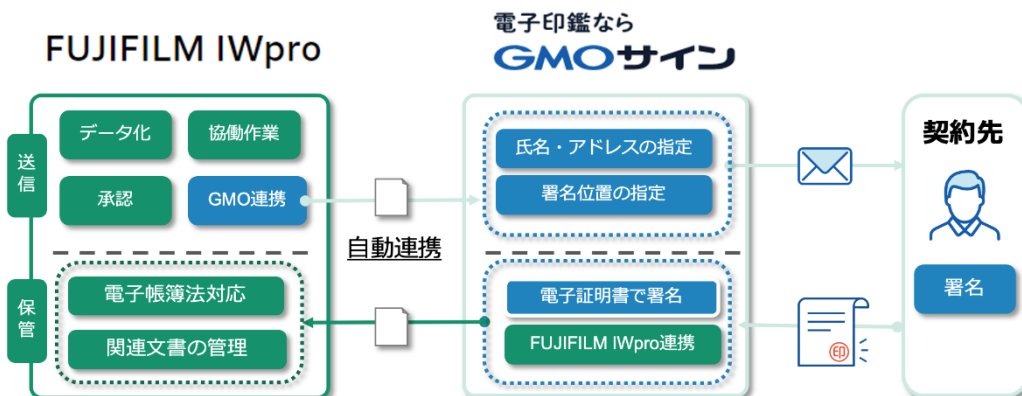 FUJIFILM IWpro
電子印鑑なら
GMOサイン
送信
データ化
協働作業
承認
GMO連携
自動連携
氏名・アドレスの指定
署名位置の指定
契約先
署名
保管
電子帳簿法対応
関連文書の管理
電子証明書で署名
FUJIFILM IWpro連携
印